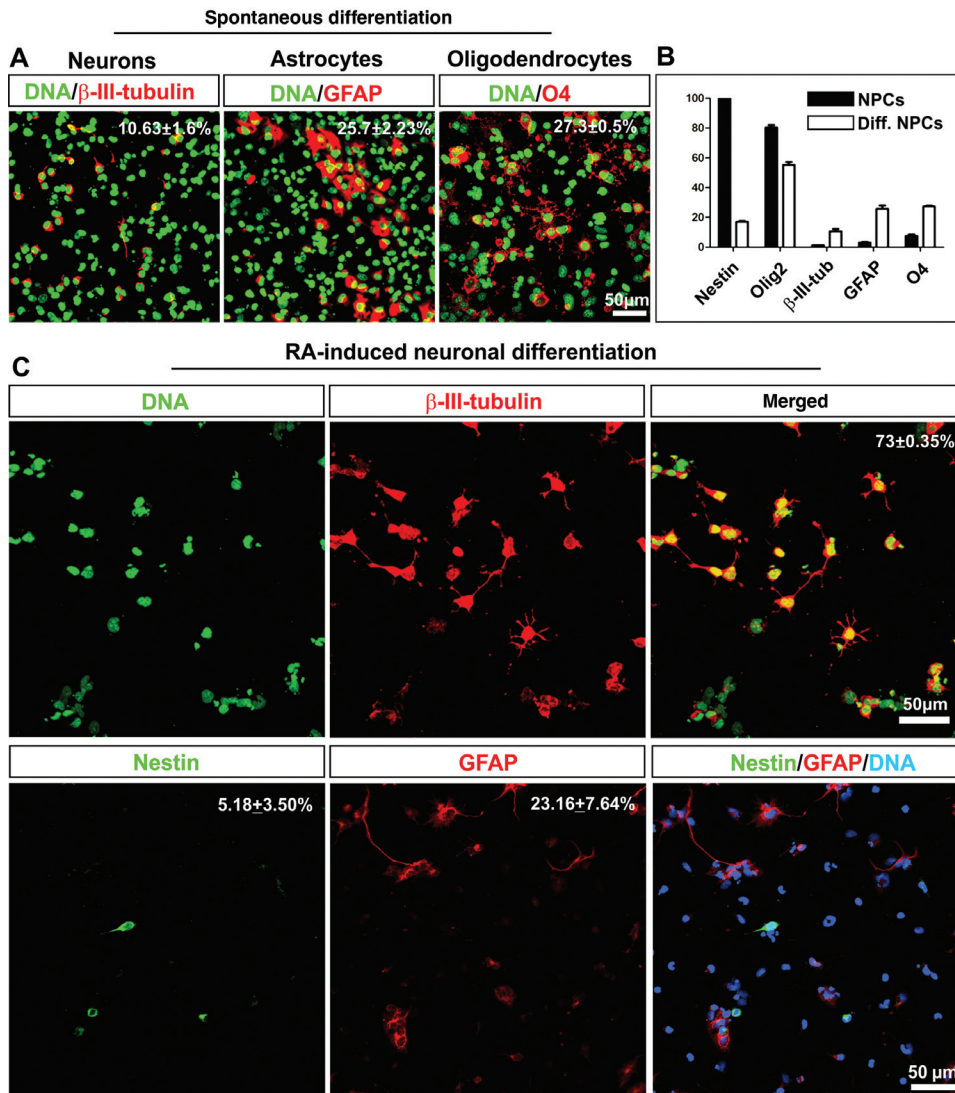 Spontaneous differentiation
A
Neurons
Astrocytes
Oligodendrocytes
DNA/β-III-tubulin
DNA/GFAP
DNA/O4
10.63±1.6%
25.7±2.23%
27.3±0.5%
50μm
B
NPCs
Diff. NPCs
100
80
60
40
20
0
Nestin
Olig2
β-III-tub
GFAP
O4
RA-induced neuronal differentiation
C
DNA
β-III-tubulin
Merged
73±0.35%
50μm
Nestin
GFAP
Nestin/GFAP/DNA
5.18±3.50%
23.16±7.64%
50 μm